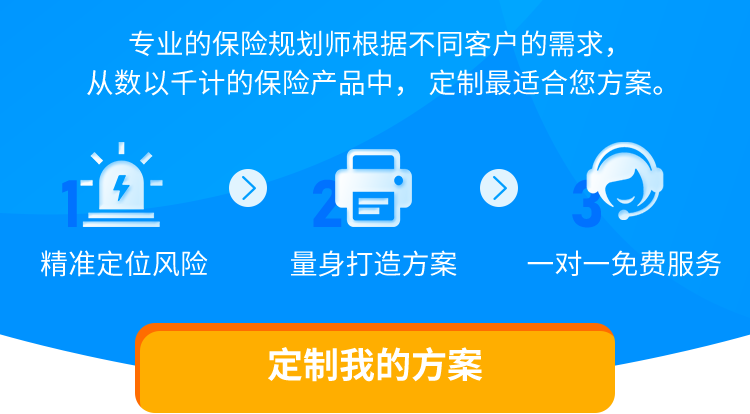 专业的保险规划师根据不同客户的需求，
从数以千计的保险产品中， 定制最适合您方案。
1
2
3
精准定位风险
量身打造方案
一对一免费服务
定制我的方案